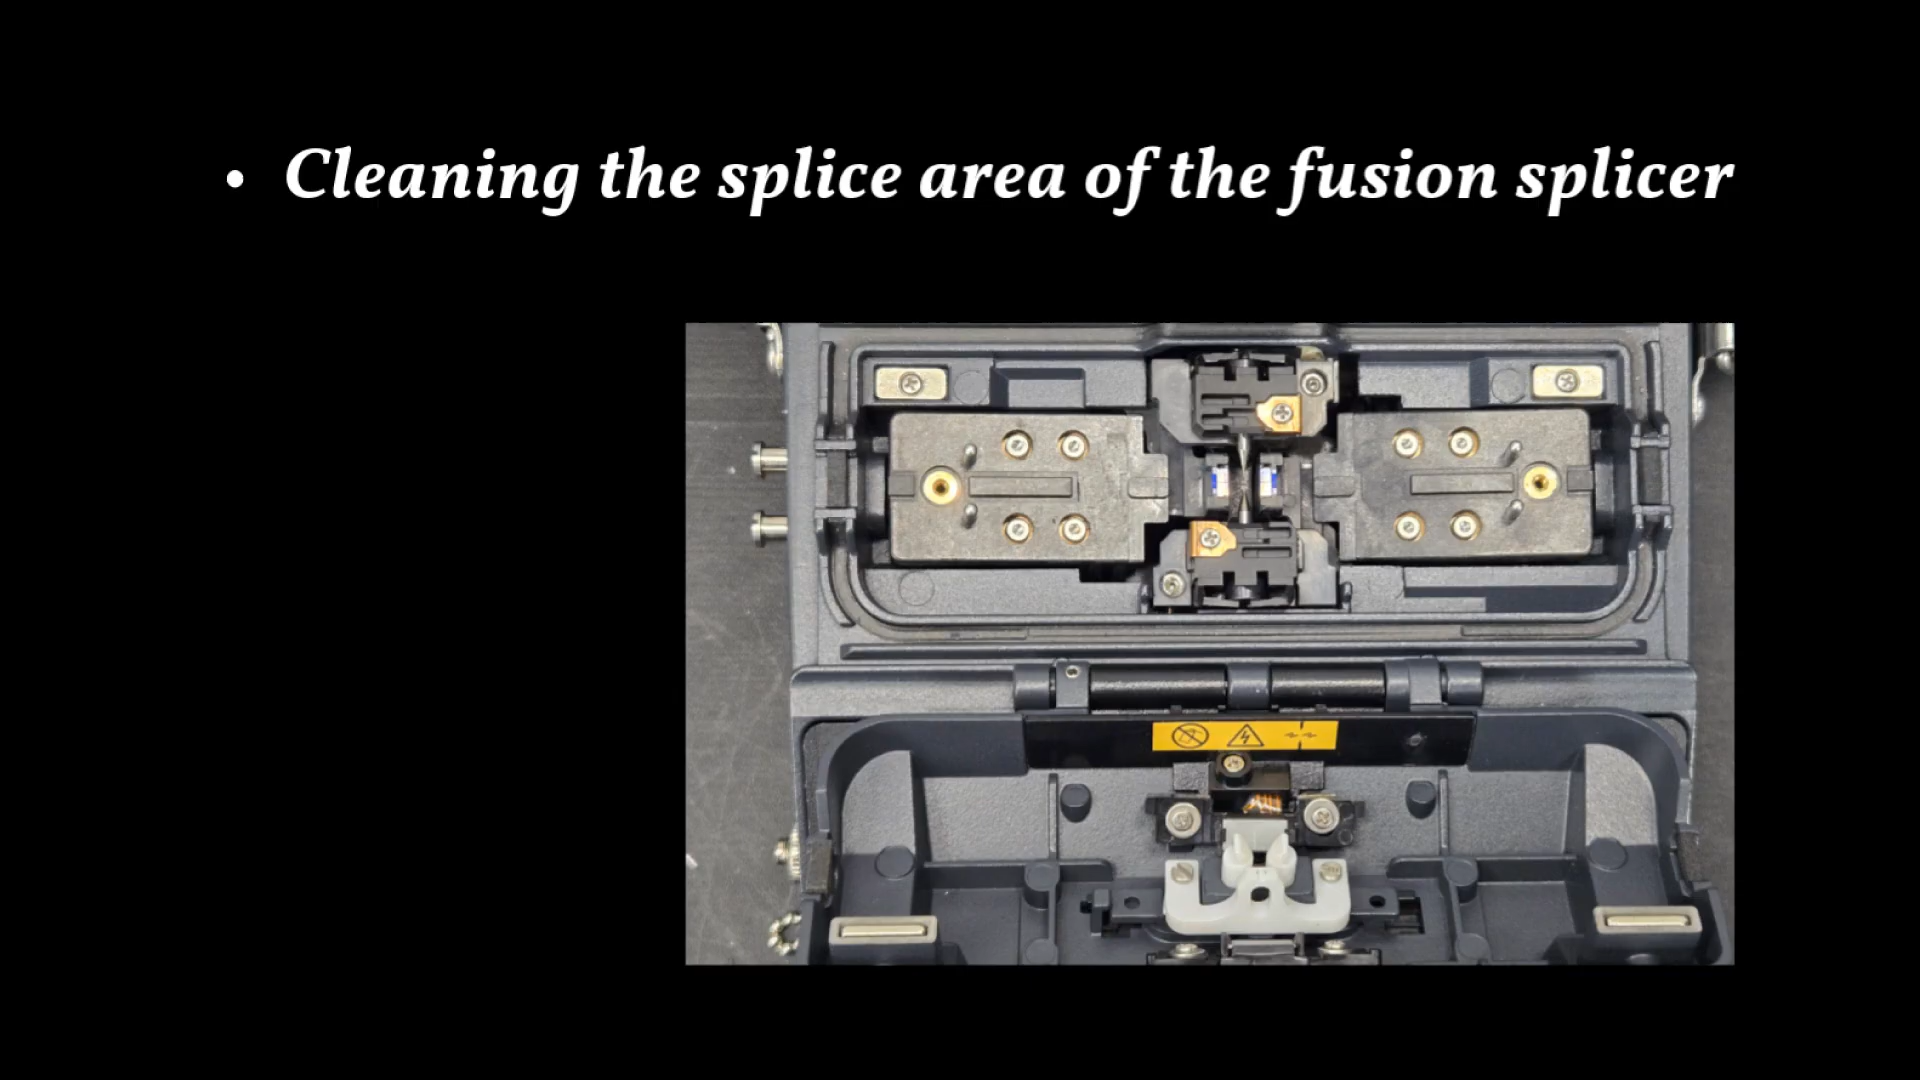 • Cleaning the splice area of the fusion splicer